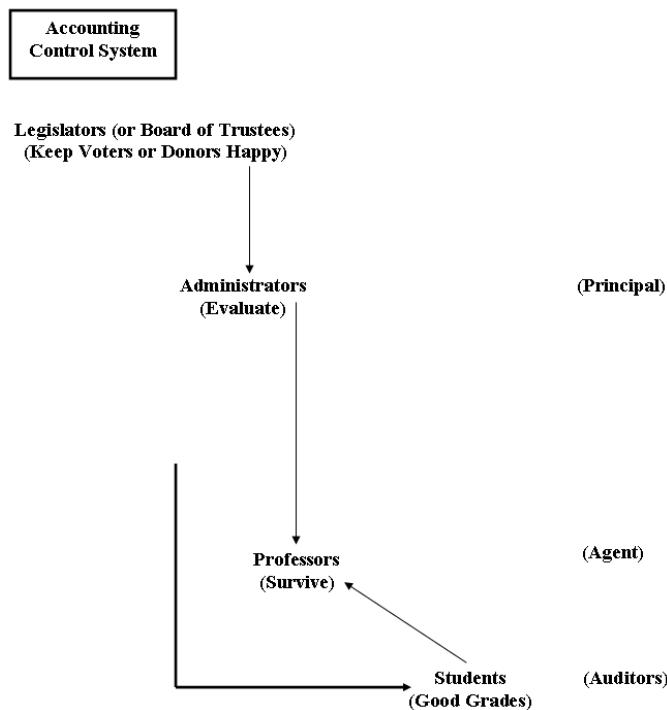 Accounting
Control System
Legislators (or Board of Trustees)
(Keep Voters or Donors Happy)
Administrators
(Evaluate)
(Principal)
Professors
(Survive)
(Agent)
Students
(Good Grades)
(Auditors)